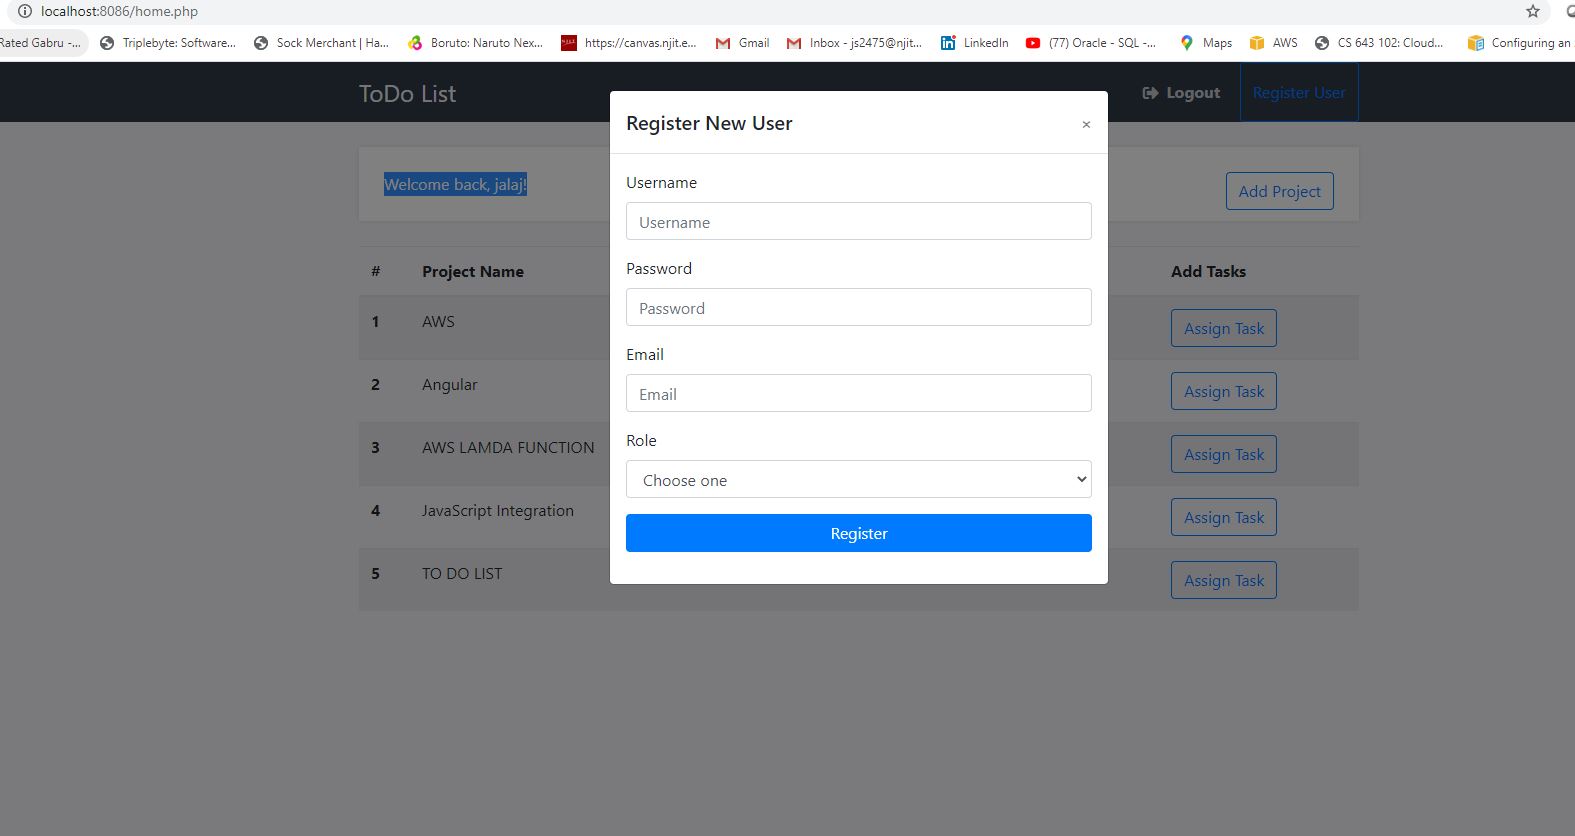 localhost:8086/home.php
Rated Gabru -... Triplebyte: Software... Sock Merchant | Ha... Boruto: Naruto Nex... https://canvas.njit.e... Gmail Inbox - js2475@njit... LinkedIn (77) Oracle - SQL -... Maps AWS CS 643 102: Cloud... Configuring an
ToDo List Logout Register User
Register New User ×
Welcome back, jalaj! Add Project
Username
Username
Password
Password
Email
Email
Role
Choose one
Register
# Project Name Add Tasks
1 AWS Assign Task
2 Angular Assign Task
3 AWS LAMDA FUNCTION Assign Task
4 JavaScript Integration Assign Task
5 TO DO LIST Assign Task